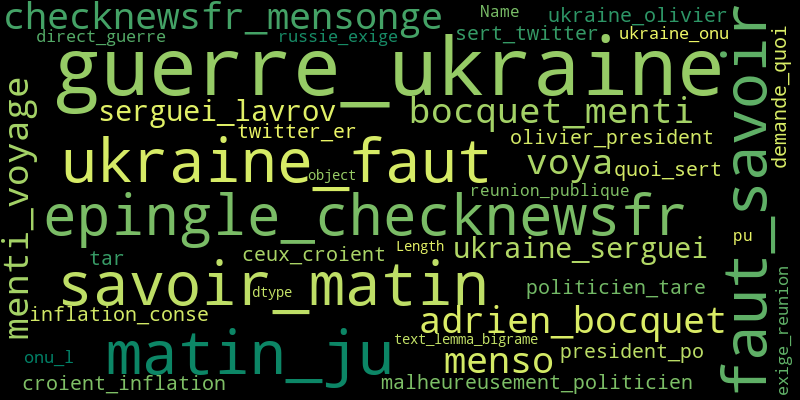 checknewsfr_mensonge
Name
ukraine_olivier
direct_guerre
russie_exige
sert_twitter
ukraine_onu
guerre_ukraine
serguei_lavrov
bocquet_menti
twitter_er
olivier_president
ukraine_faut
object
voya
quoi_sert
reunion_publique
epingle_checknewsfr
ceux_croient
Length
ukraine_serguei
tar
savoir_matin
dtype
politicien_tare
inflation_conse
adrien_bocquet
matin_ju
text_lemma_bigrame
menso
president_po
onu_l
croient_inflation
malheureusement_politicien
menti_voyage
faut_savoir
demande_quoi
pu
exige_reunion